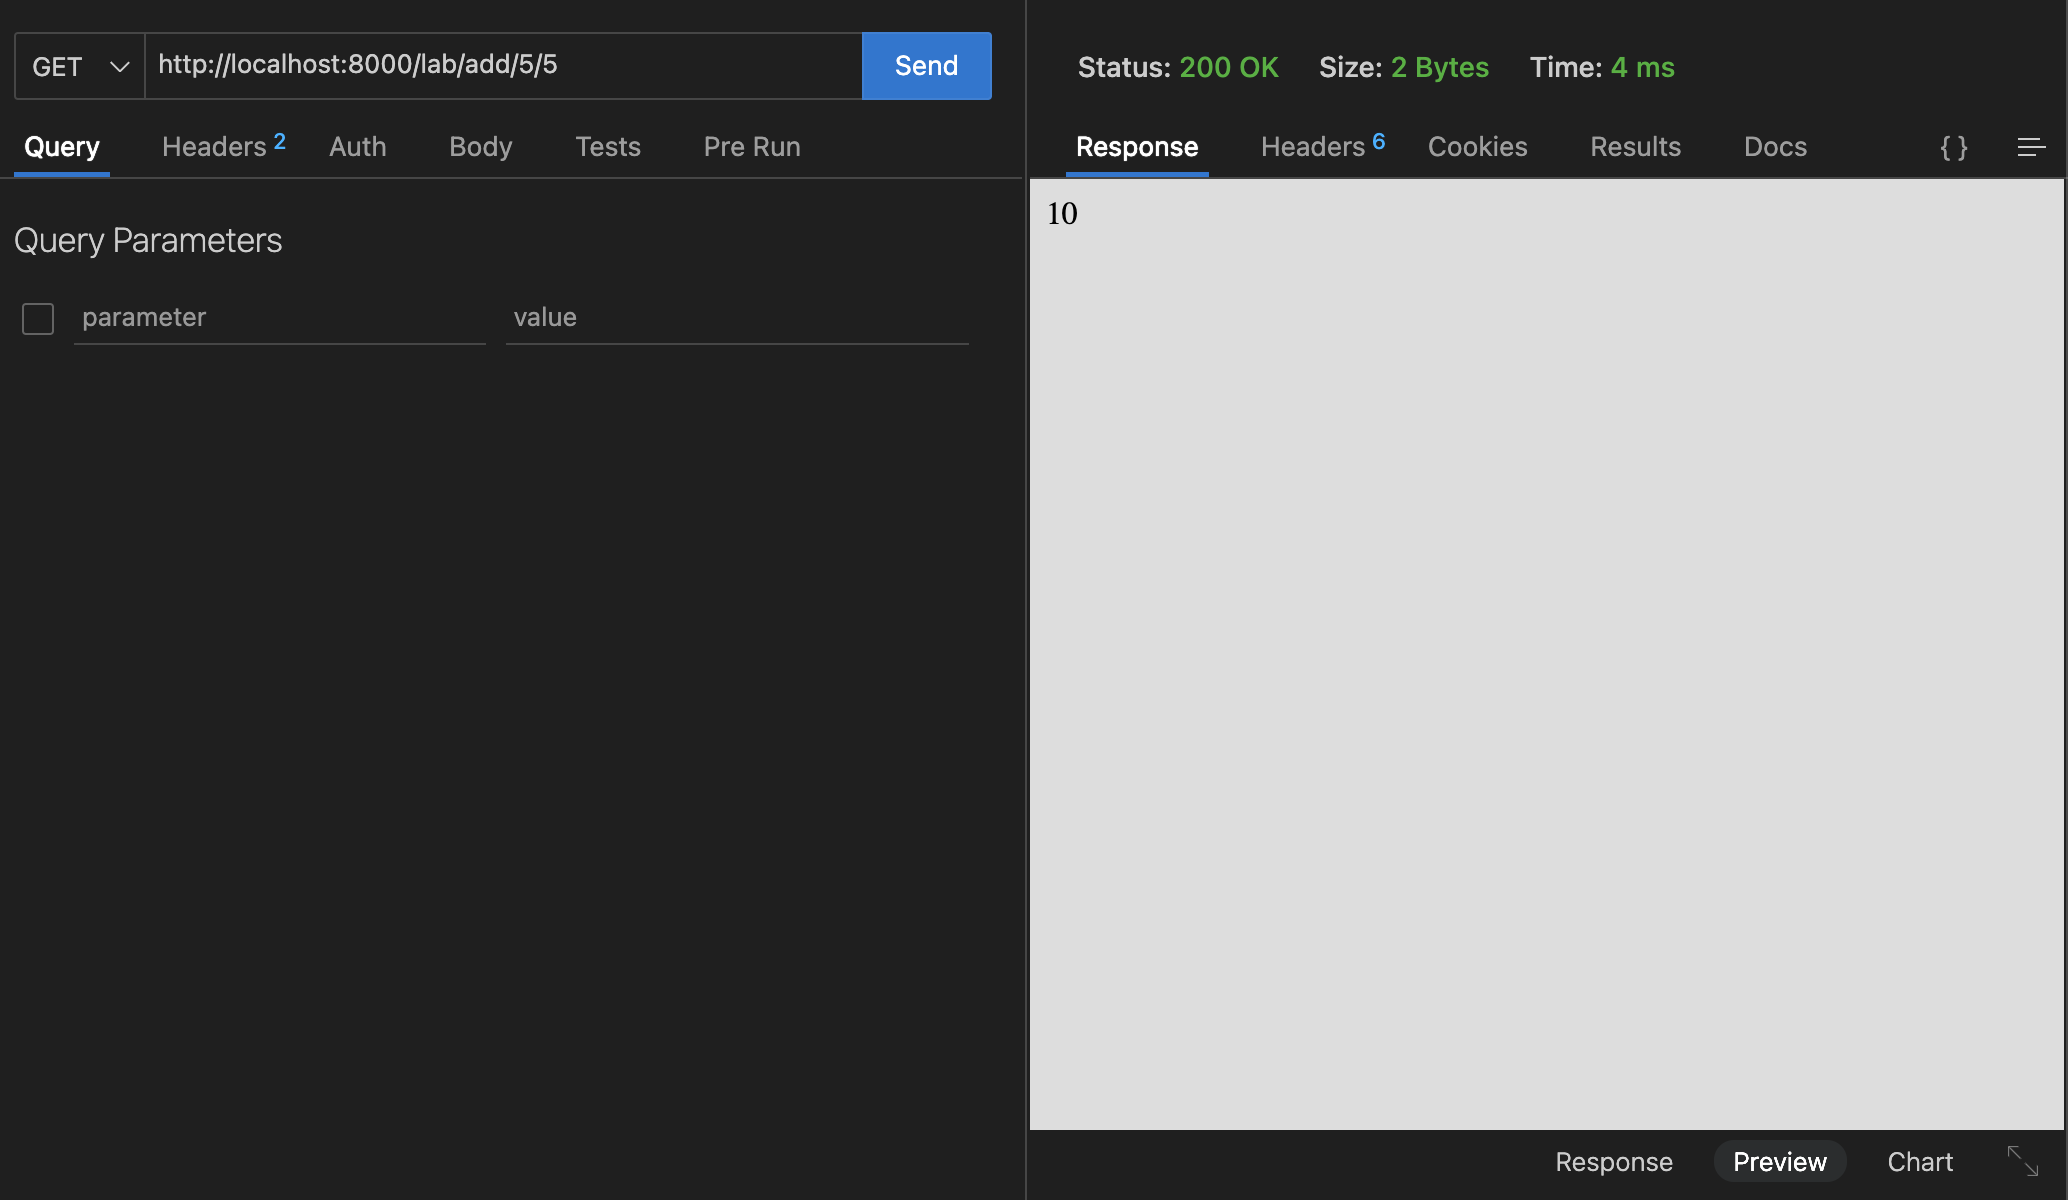 GET http://localhost:8000/lab/add/5/5 Send
Query Headers 2 Auth Body Tests Pre Run
Query Parameters
parameter value
Status: 200 OK Size: 2 Bytes Time: 4 ms
Response Headers 6 Cookies Results Docs { }
10
Response Preview Chart